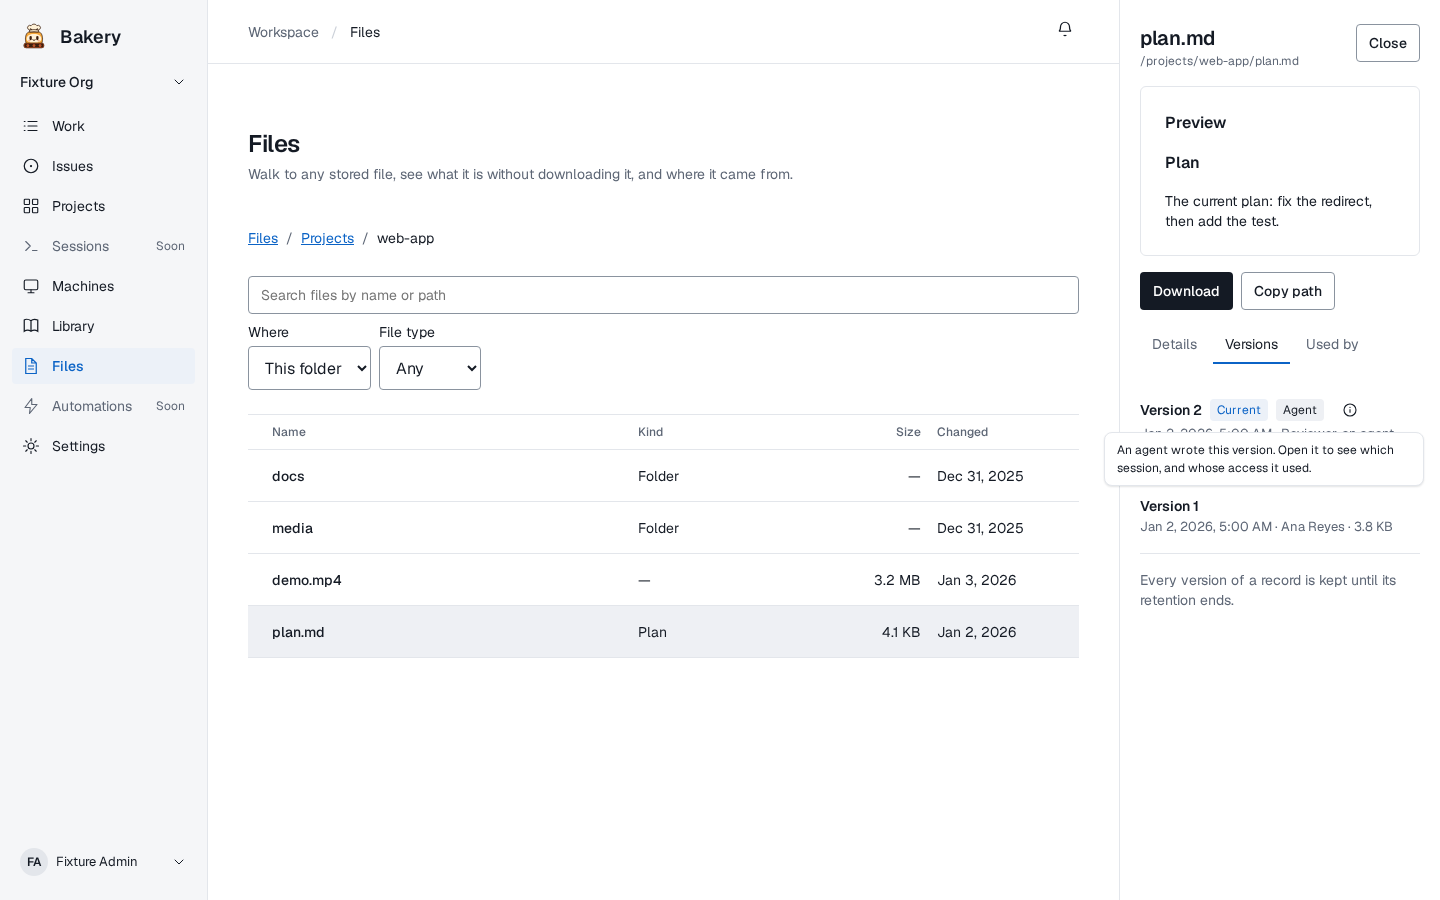 Bakery
Fixture Org
Work
Issues
Projects
Sessions Soon
Machines
Library
Files
Automations Soon
Settings
FA Fixture Admin
Workspace / Files
Files
Walk to any stored file, see what it is without downloading it, and where it came from.
Files / Projects / web-app
Search files by name or path
Where File type
This folder Any
Name Kind Size Changed
docs Folder — Dec 31, 2025
media Folder — Dec 31, 2025
demo.mp4 — 3.2 MB Jan 3, 2026
plan.md Plan 4.1 KB Jan 2, 2026
plan.md
/projects/web-app/plan.md
Close
Preview
Plan
The current plan: fix the redirect,
then add the test.
Download Copy path
Details Versions Used by
Version 2 Current Agent
An agent wrote this version. Open it to see which
session, and whose access it used.
Version 1
Jan 2, 2026, 5:00 AM · Ana Reyes · 3.8 KB
Every version of a record is kept until its
retention ends.